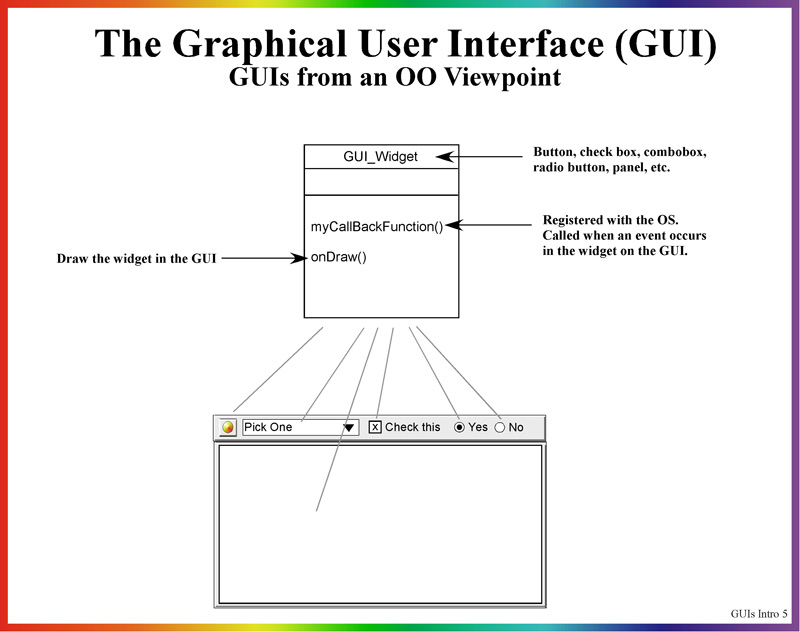 The Graphical User Interface (GUI)
GUIs from an OO Viewpoint
GUI_Widget
Button, check box, combobox,
radio button, panel, etc.
myCallBackFunction()
Registered with the OS.
Called when an event occurs
in the widget on the GUI.
Draw the widget in the GUI
onDraw()
Pick One
X
Check this
Yes
No
GUIs Intro 5